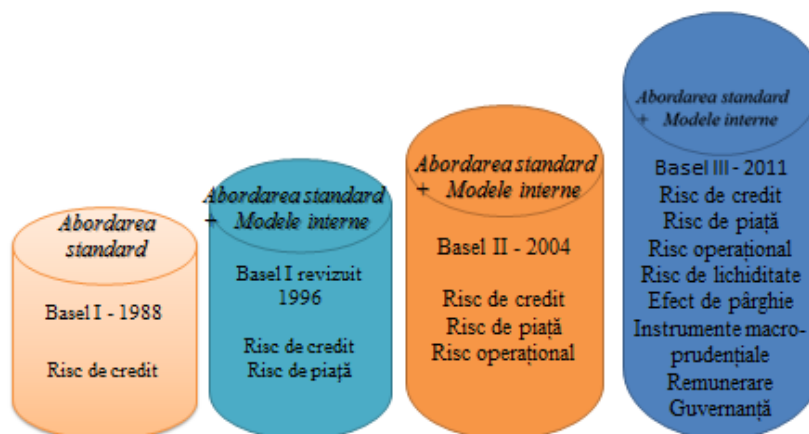 Abordarea
standard
Basel I - 1988
Risc de credit
Abordarea standard
+ Modele interne
Basel I revizuit
1996
Risc de credit
Risc de piață
Abordarea standard
+ Modele interne
Basel II - 2004
Risc de credit
Risc de piață
Risc operațional
Abordarea standard
+ Modele interne
Basel III - 2011
Risc de credit
Risc de piață
Risc operațional
Risc de lichiditate
Efect de pârghie
Instrumente macro-
prudențiale
Remunerare
Guvernanță